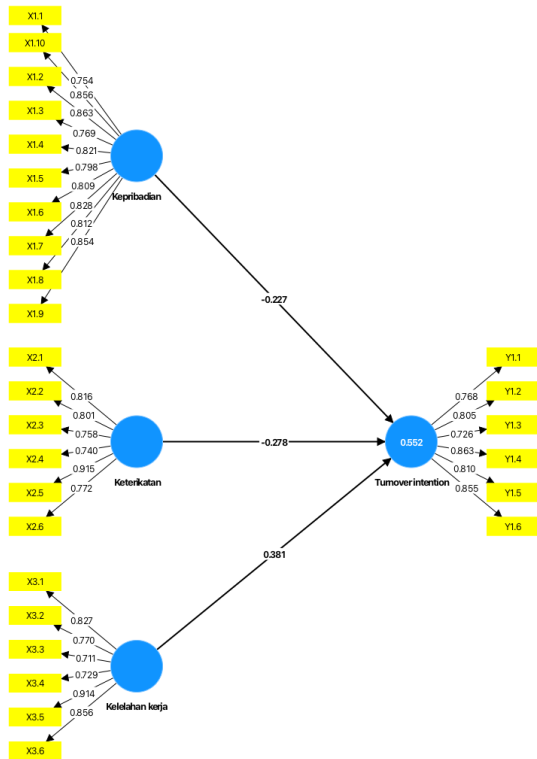 X1.1
X1.10
X1.2
X1.3
X1.4
X1.5
X1.6
X1.7
X1.8
X1.9
0.754
0.856
0.863
0.769
0.821
0.798
0.809
0.828
0.812
0.854
Kepribadian
-0.227
X2.1
X2.2
X2.3
X2.4
X2.5
X2.6
0.816
0.801
0.758
0.740
0.915
0.772
Keterikatan
-0.278
0.552
Turnover intention
0.768
0.805
0.726
0.863
0.810
0.855
Y1.1
Y1.2
Y1.3
Y1.4
Y1.5
Y1.6
0.381
X3.1
X3.2
X3.3
X3.4
X3.5
X3.6
0.827
0.770
0.711
0.729
0.914
0.856
Kelelahan kerja